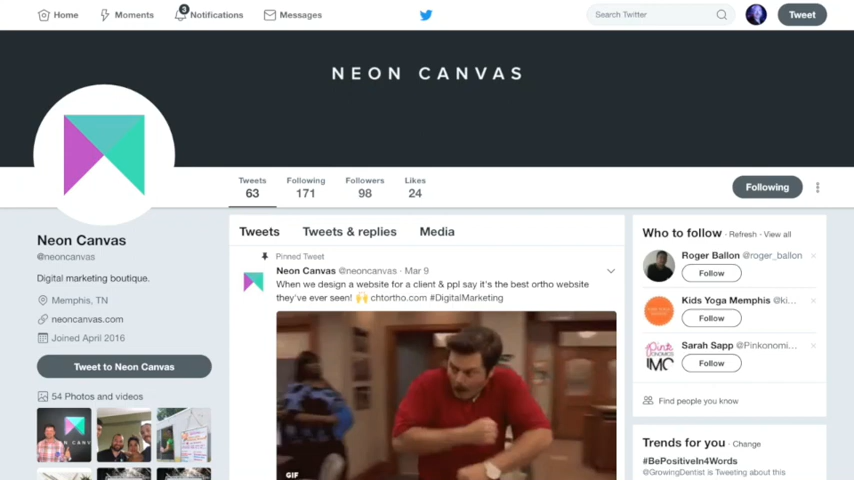 Home Moments 3 Notifications Messages Search Twitter Tweet
NEON CANVAS
Tweets Following Followers Likes
63 171 98 24
Following
Neon Canvas
@neoncanvas
Digital marketing boutique.
Memphis, TN
neoncanvas.com
Joined April 2016
Tweet to Neon Canvas
54 Photos and videos
Tweets Tweets & replies Media
Pinned Tweet
Neon Canvas @neoncanvas · Mar 9
When we design a website for a client & ppl say it's the best ortho website
they've ever seen! 🙌 chtortho.com #DigitalMarketing
GIF
Who to follow · Refresh · View all
Roger Ballon @roger_ballon
Follow
Kids Yoga Memphis @ki...
Follow
Sarah Sapp @Pinkonomi...
Follow
Find people you know
Trends for you · Change
#BePositiveIn4Words
@GrowingDentist is Tweeting about this